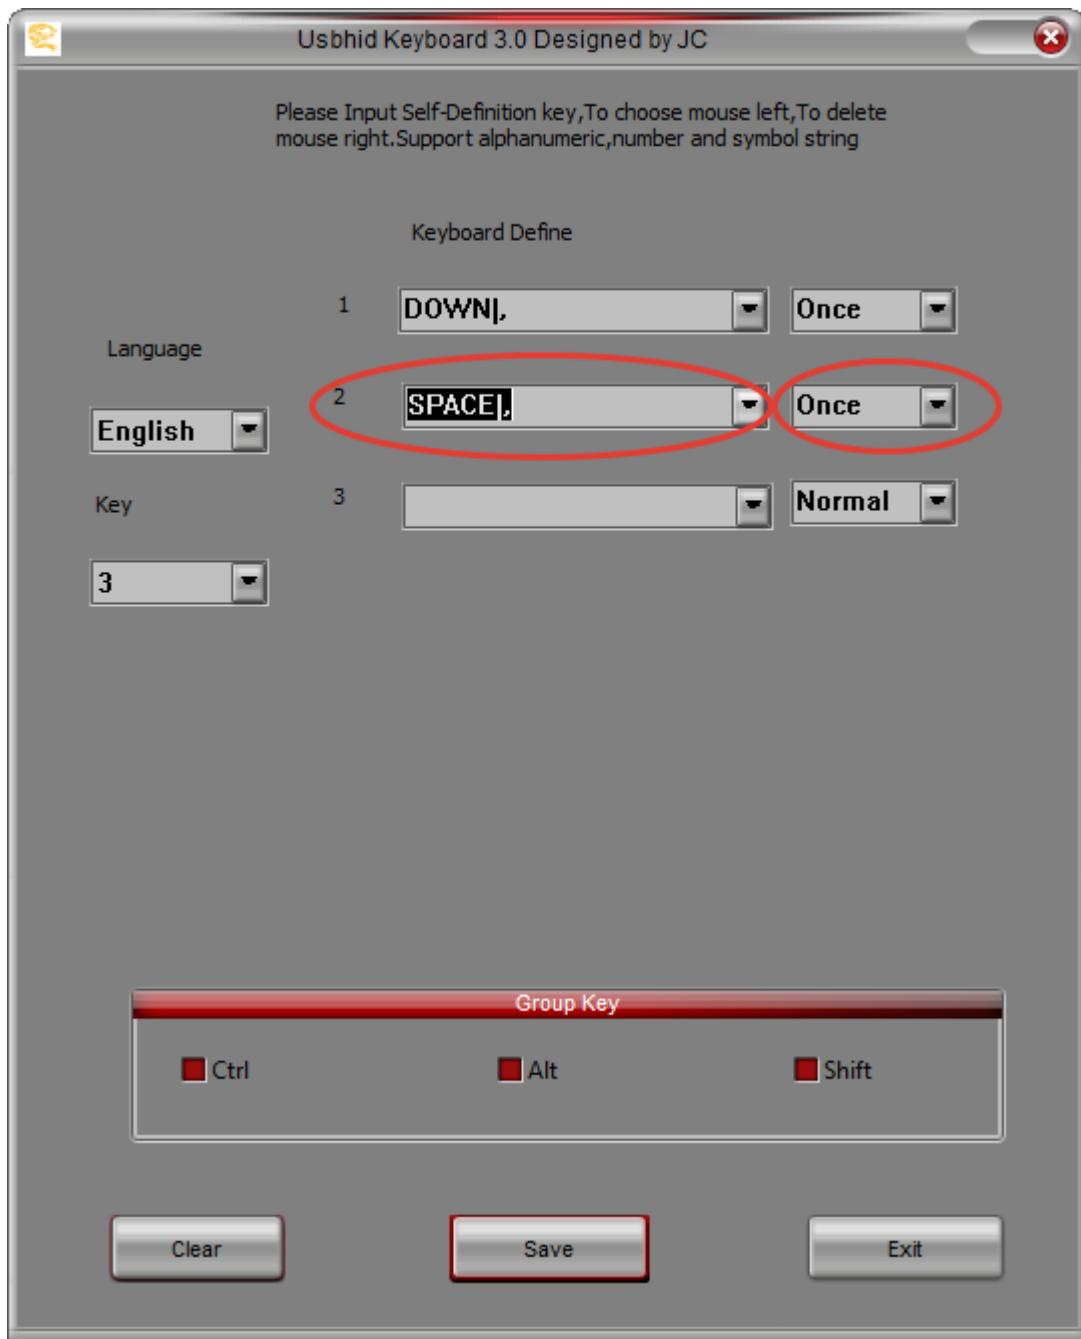 Usbhid Keyboard 3.0 Designed by JC
Please Input Self-Definition key,To choose mouse left,To delete
mouse right.Support alphanumeric,number and symbol string
Keyboard Define
1 DOWN|, Once
Language
2 SPACE|, Once
English
Key
3 Normal
3
Group Key
Ctrl Alt Shift
Clear Save Exit